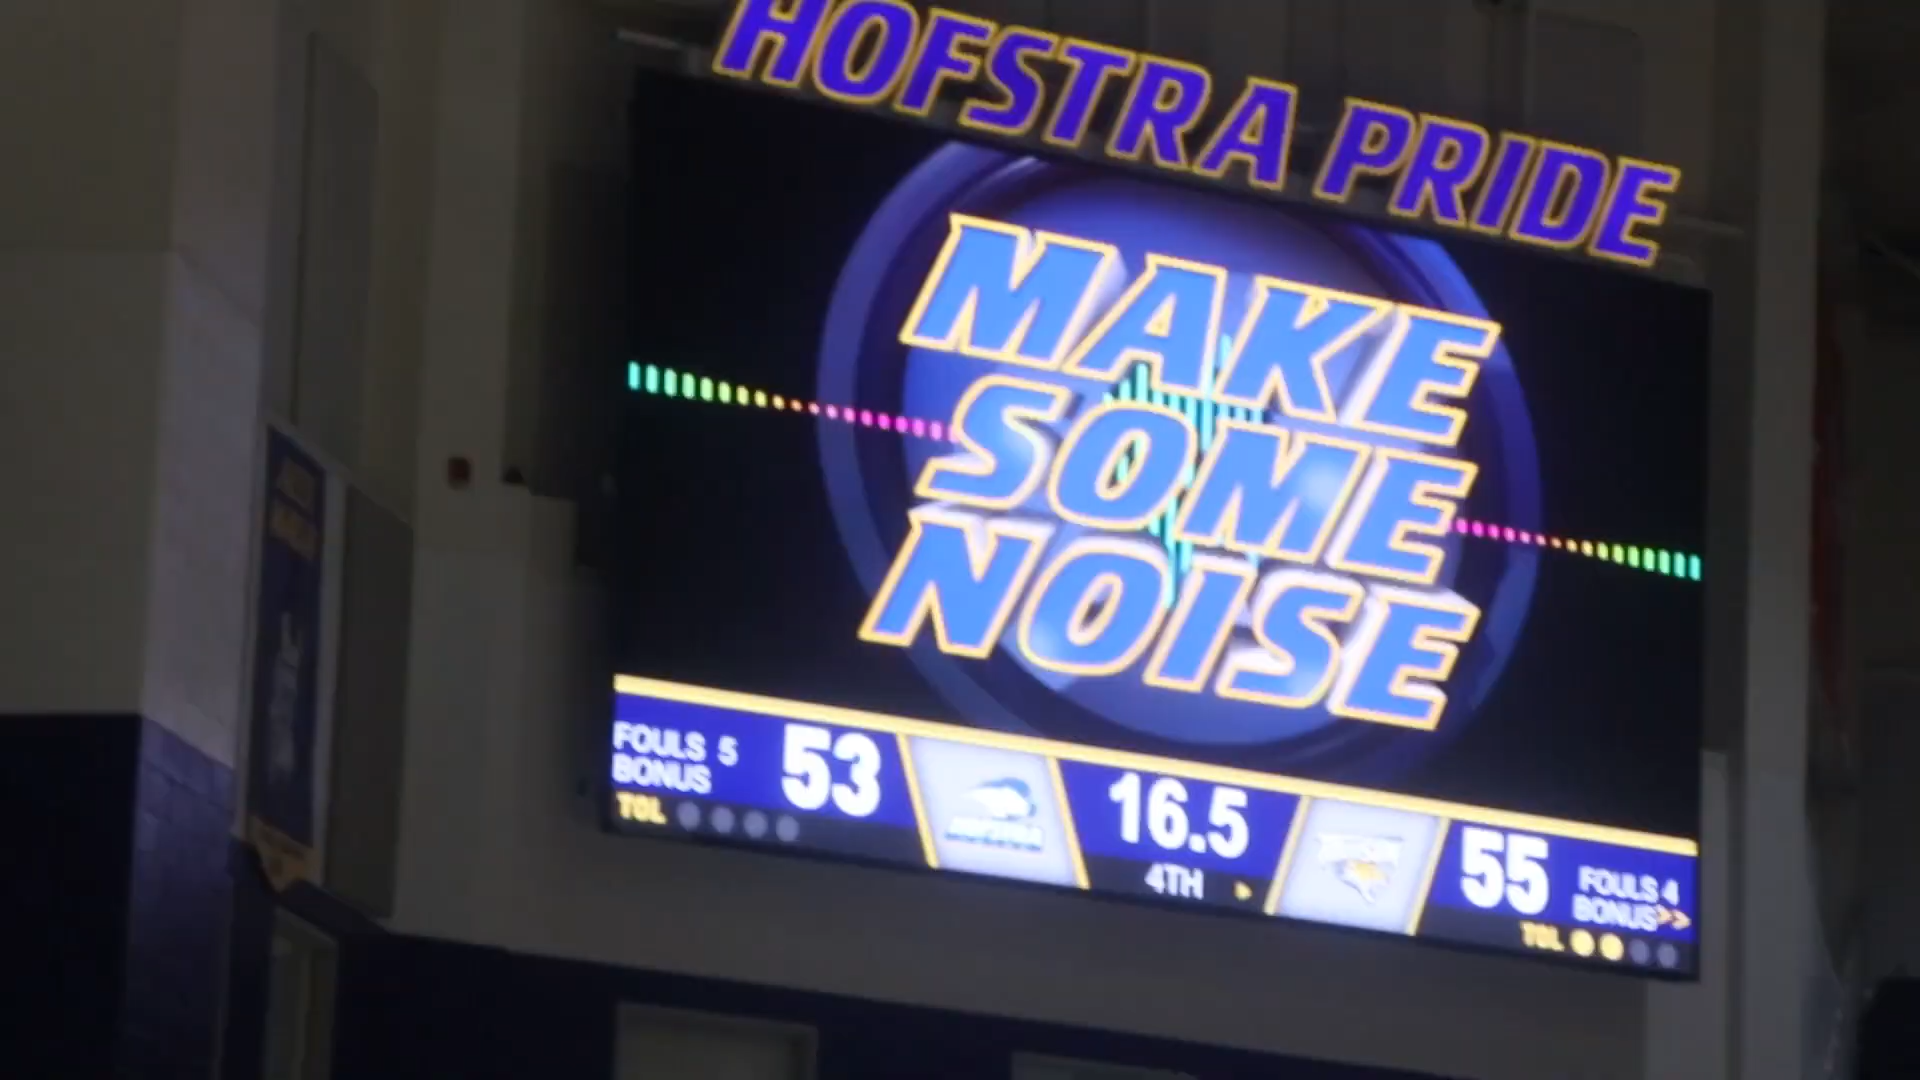 HOFSTRA PRIDE
MAKE
SOME
NOISE
FOULS 5
BONUS
TOL
53
16.5
4TH
55
FOULS 4
BONUS>>
TOL